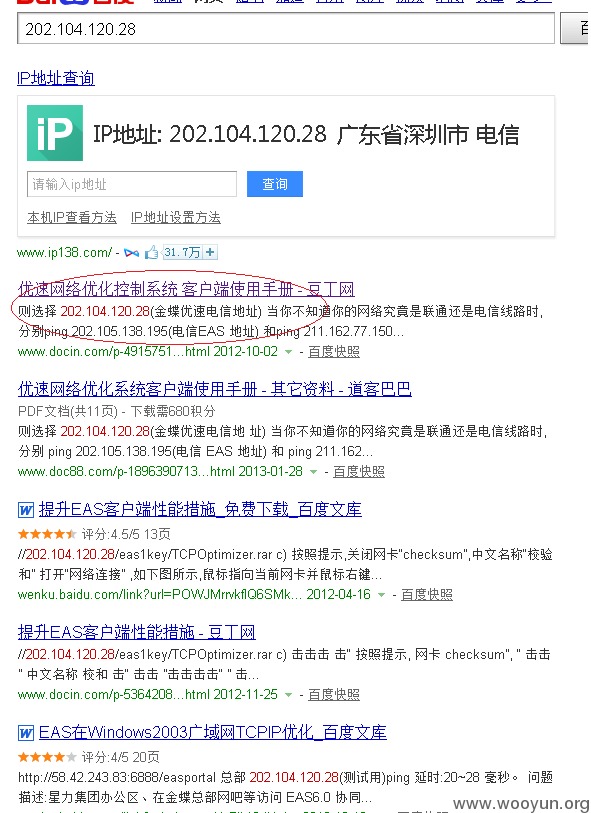 202.104.120.28
IP地址查询
iP IP地址: 202.104.120.28 广东省深圳市 电信
请输入ip地址 查询
本机IP查看方法 IP地址设置方法
www.ip138.com/ - 31.7万 +
优速网络优化控制系统 客户端使用手册 - 豆丁网
则选择 202.104.120.28(金蝶优速电信地址) 当你不知道你的网络究竟是联通还是电信线路时,
分别ping 202.105.138.195(电信EAS 地址) 和ping 211.162.77.150...
www.docin.com/p-4915751...html 2012-10-02 - 百度快照
优速网络优化系统客户端使用手册 - 其它资料 - 道客巴巴
PDF文档(共11页) - 下载需680积分
则选择 202.104.120.28(金蝶优速电信地 址) 当你不知道你的网络究竟是联通还是电信线路时,
分别 ping 202.105.138.195(电信 EAS 地址) 和 ping 211.162...
www.doc88.com/p-1896390713...html 2013-01-28 - 百度快照
W 提升EAS客户端性能措施_免费下载_百度文库
评分:4.5/5 13页
//202.104.120.28/eas1key/TCPOptimizer.rar c) 按照提示,关闭网卡"checksum",中文名称"校验
和" 打开"网络连接" ,如下图所示,鼠标指向当前网卡并鼠标右键...
wenku.baidu.com/link?url=POWJMrrvkflQ6SMk... 2012-04-16 - 百度快照
提升EAS客户端性能措施 - 豆丁网
//202.104.120.28/eas1key/TCPOptimizer.rar c) 击击击 击" 按照提示, 网卡 checksum", " 击击
" 中文名称 校和 击" 击击 "击击击击" " 击...
www.docin.com/p-5364208...html 2012-11-25 - 百度快照
W EAS在Windows2003广域网TCPIP优化_百度文库
评分:4/5 20页
http://58.42.243.83:6888/easportal 总部 202.104.120.28(测试用)ping 延时:20~28 毫秒。 问题
描述:星力集团办公区、在金蝶总部网吧等访问 EAS6.0 协同...
www.wooyun.org